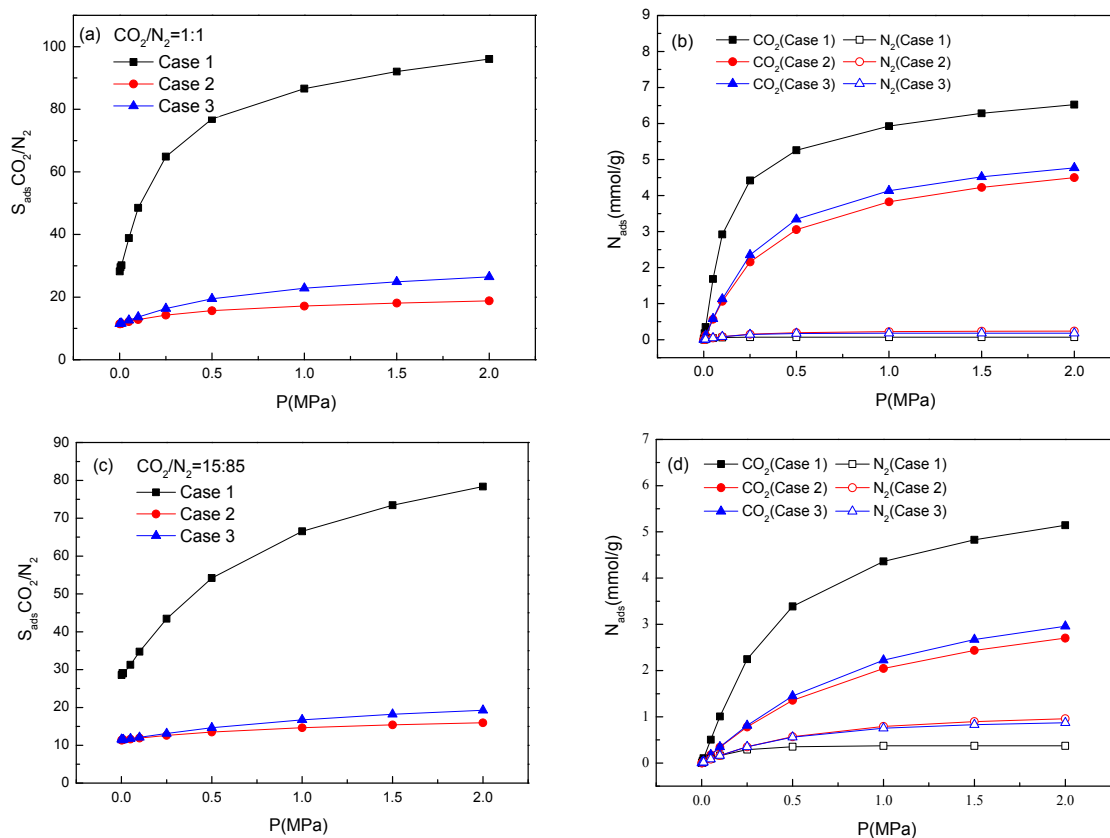 (a)
CO₂/N₂=1:1
Case 1
Case 2
Case 3
100
80
60
40
20
0
S_ads CO₂/N₂
0.0 0.5 1.0 1.5 2.0
P(MPa)
(b)
CO₂(Case 1) N₂(Case 1)
CO₂(Case 2) N₂(Case 2)
CO₂(Case 3) N₂(Case 3)
9
8
7
6
5
4
3
2
1
0
N_ads(mmol/g)
0.0 0.5 1.0 1.5 2.0
P(MPa)
(c)
CO₂/N₂=15:85
Case 1
Case 2
Case 3
90
80
70
60
50
40
30
20
10
0
S_ads CO₂/N₂
0.0 0.5 1.0 1.5 2.0
P(MPa)
(d)
CO₂(Case 1) N₂(Case 1)
CO₂(Case 2) N₂(Case 2)
CO₂(Case 3) N₂(Case 3)
7
6
5
4
3
2
1
0
N_ads(mmol/g)
0.0 0.5 1.0 1.5 2.0
P(MPa)